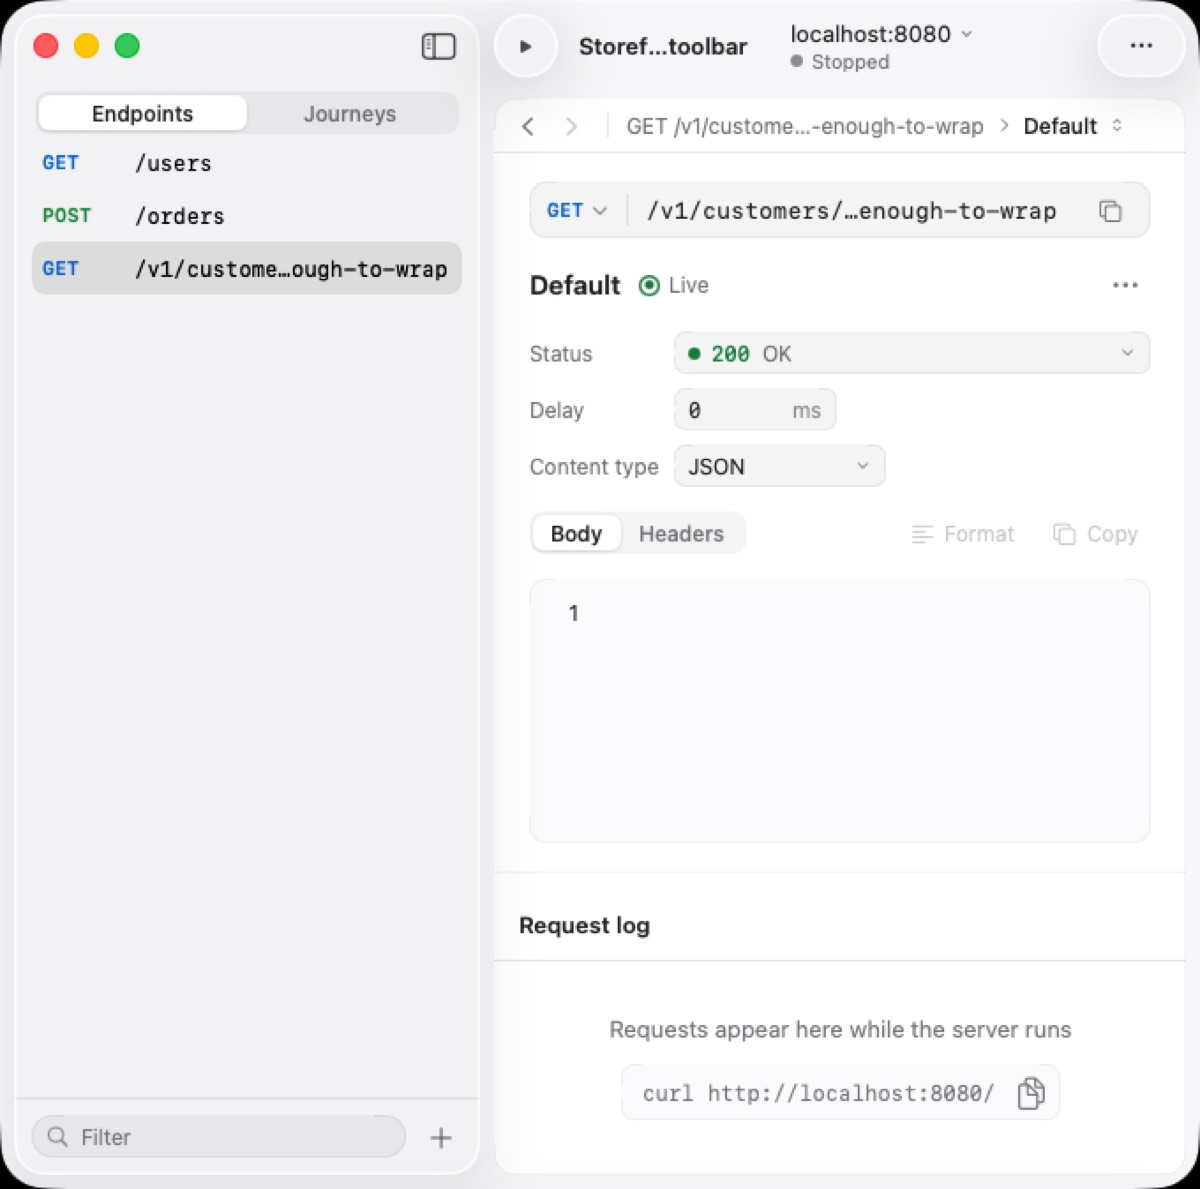 Storef...toolbar
localhost:8080
Stopped
Endpoints
Journeys
GET /users
POST /orders
GET /v1/custome…ough-to-wrap
Filter
GET /v1/custome...-enough-to-wrap
Default
GET
/v1/customers/…enough-to-wrap
Default
Live
Status
200 OK
Delay
0 ms
Content type
JSON
Body
Headers
Format
Copy
1
Request log
Requests appear here while the server runs
curl http://localhost:8080/